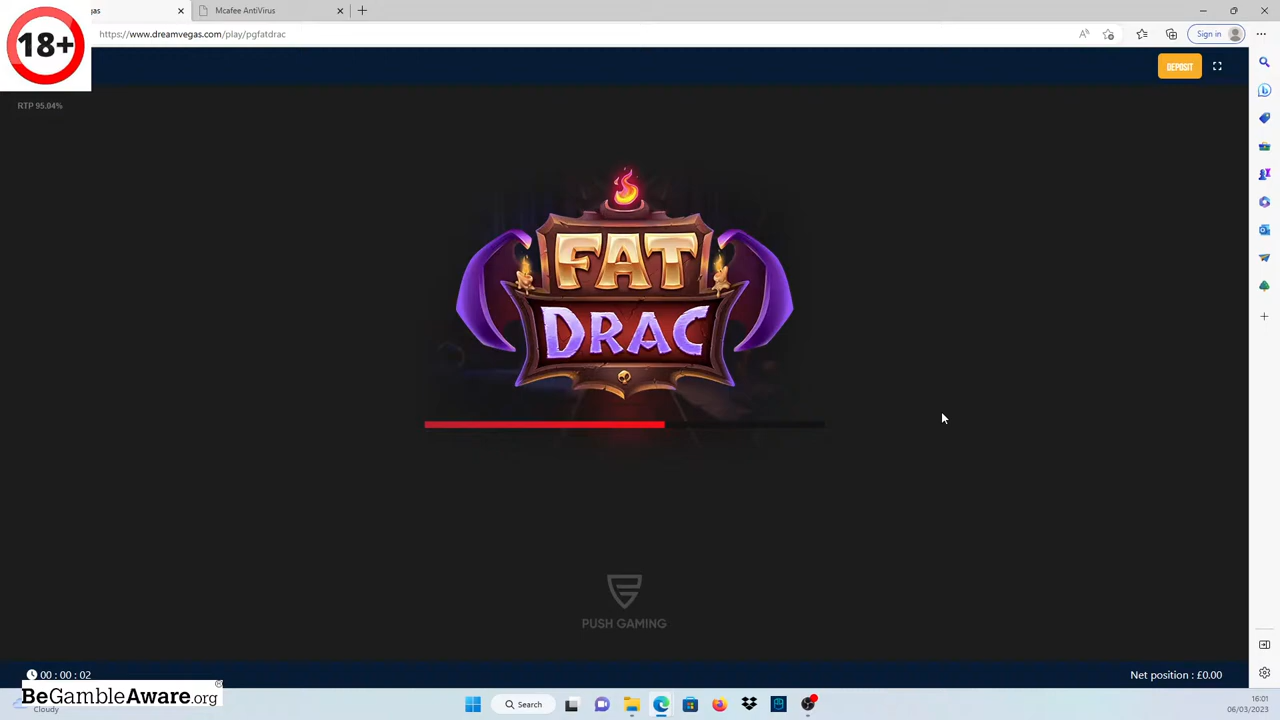 gas
Mcafee AntiVirus
18+
https://www.dreamvegas.com/play/pgfatdrac
Sign in
DEPOSIT
RTP 95.04%
FAT
DRAC
PUSH GAMING
00 : 00 : 02
Net position : £0.00
BeGambleAware.org®
Cloudy
Search
16:01
06/03/2023